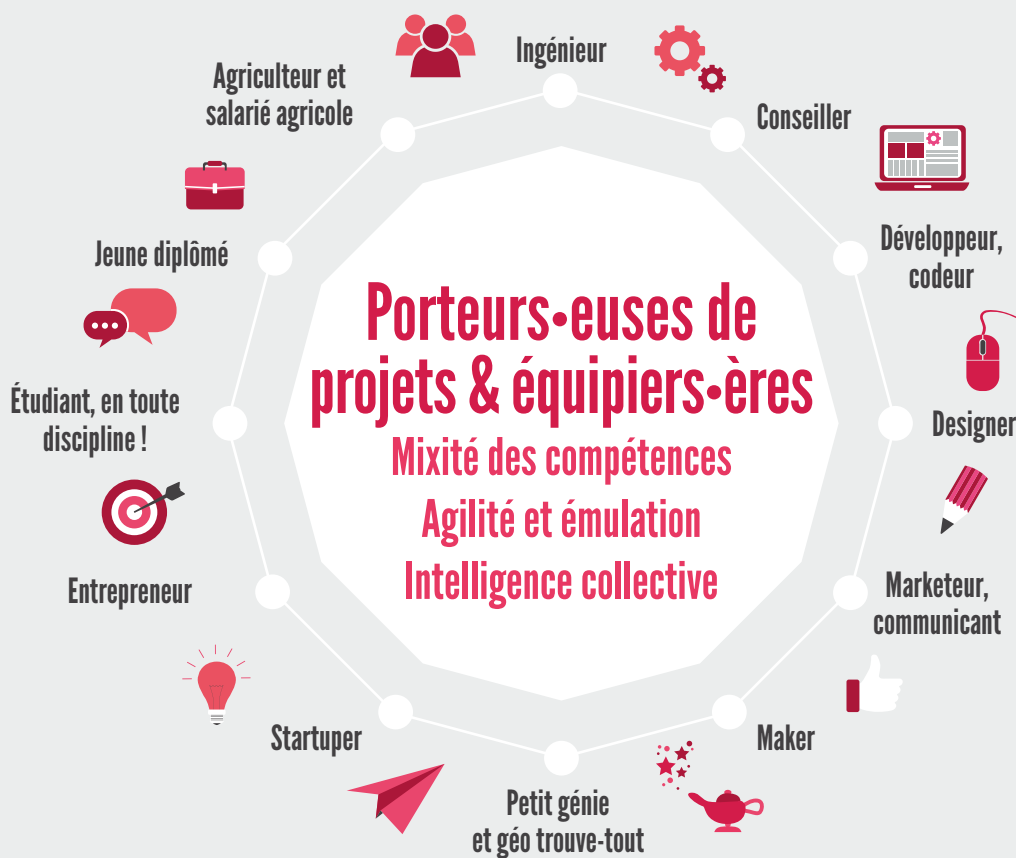 Ingénieur
Agriculteur et
salarié agricole
Conseiller
Jeune diplômé
Développeur,
codeur
Porteurs•euses de
projets & équipiers•ères
Mixité des compétences
Agilité et émulation
Intelligence collective
Étudiant, en toute
discipline !
Designer
Entrepreneur
Marketeur,
communicant
Startuper
Maker
Petit génie
et géo trouve-tout